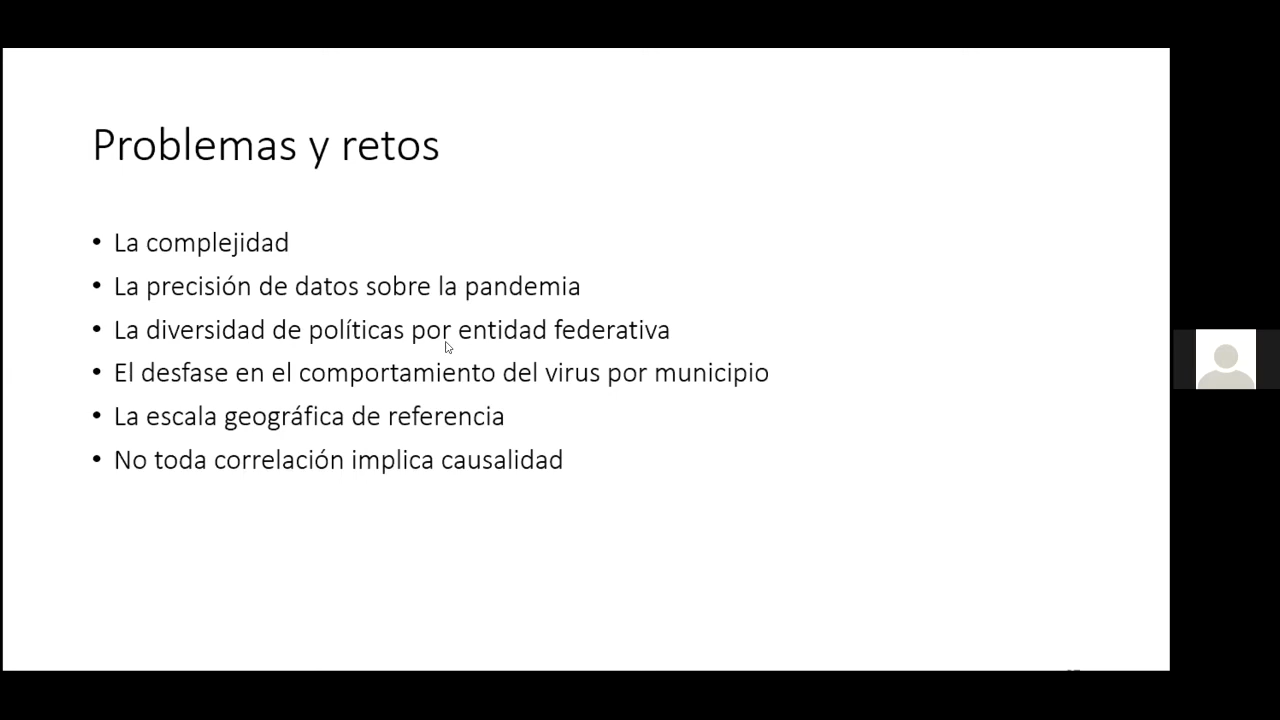 Problemas y retos
• La complejidad
• La precisión de datos sobre la pandemia
• La diversidad de políticas por entidad federativa
• El desfase en el comportamiento del virus por municipio
• La escala geográfica de referencia
• No toda correlación implica causalidad